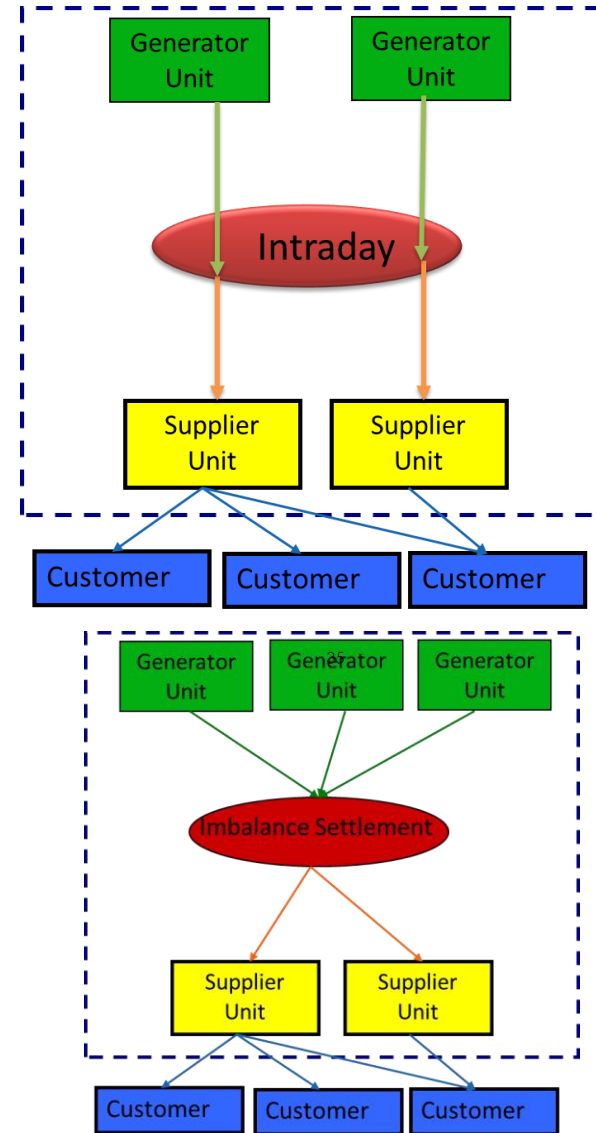 Generator
Unit
Generator
Unit
Intraday
Supplier
Unit
Supplier
Unit
Customer
Customer
Customer
Generator
Unit
Generator
Unit
35
Generator
Unit
Imbalance Settlement
Supplier
Unit
Supplier
Unit
Customer
Customer
Customer